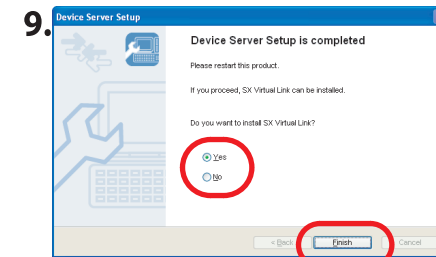 9.
Device Server Setup
Device Server Setup is completed
Please restart this product.
If you proceed, SX Virtual Link can be installed.
Do you want to install SX Virtual Link?
Yes
No
< Back Finish Cancel